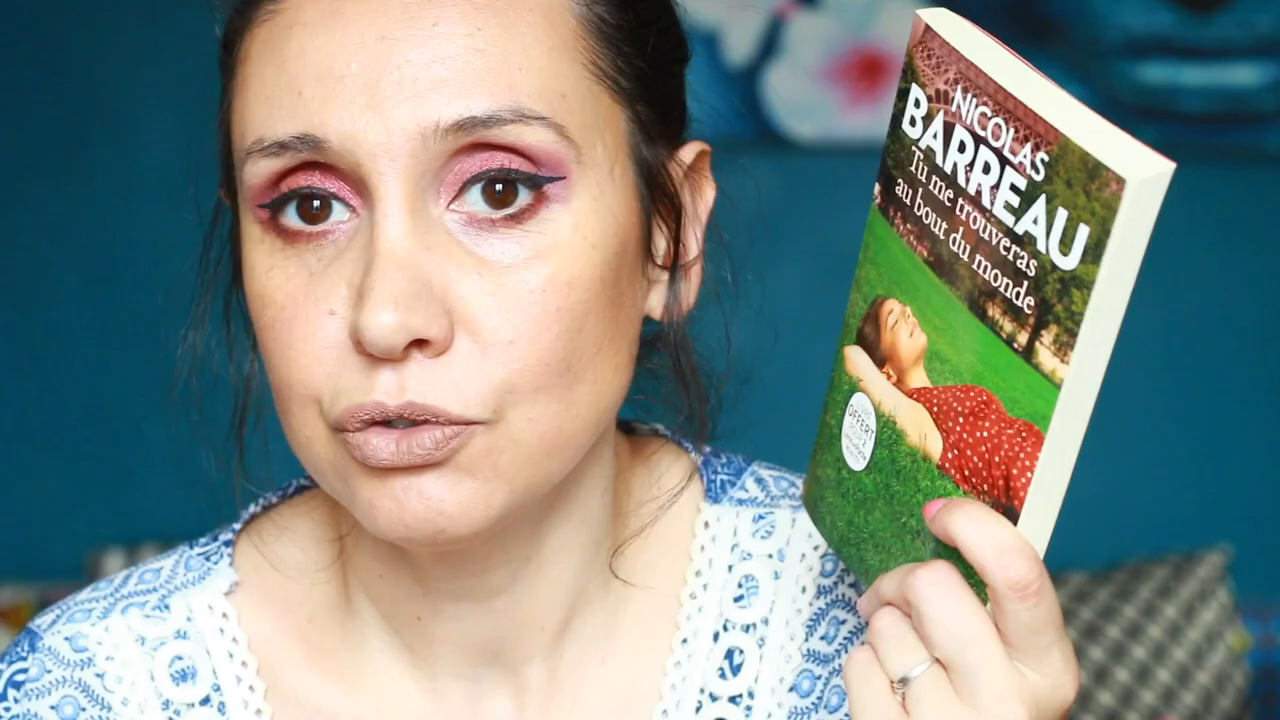 NICOLAS
BARREAU
Tu me trouveras
au bout du monde
OFFERT